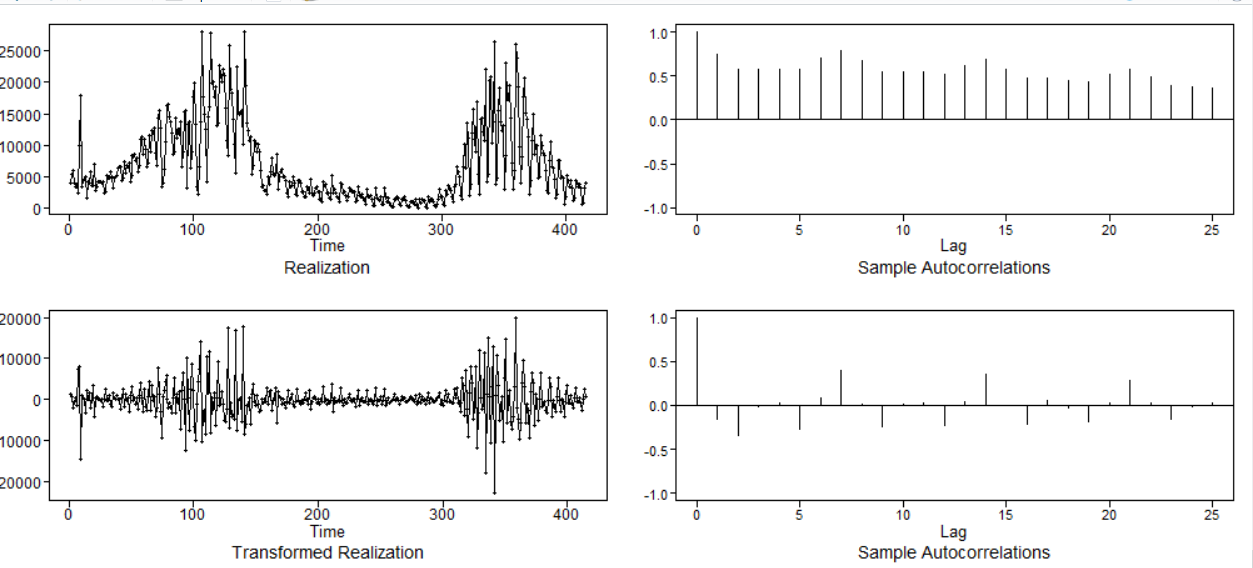 25000
20000
15000
10000
5000
0
0 100 200 300 400
Time
Realization
1.0
0.5
0.0
-0.5
-1.0
0 5 10 15 20 25
Lag
Sample Autocorrelations
20000
10000
0
10000
20000
0 100 200 300 400
Time
Transformed Realization
1.0
0.5
0.0
-0.5
-1.0
0 5 10 15 20 25
Lag
Sample Autocorrelations